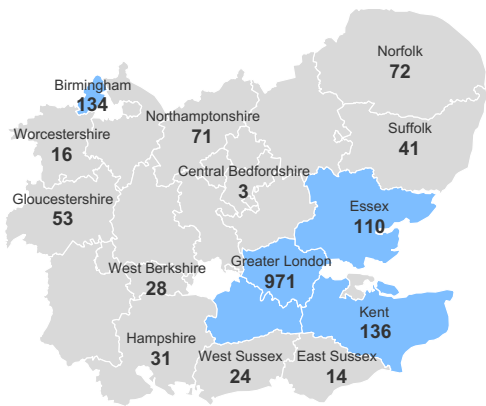 Norfolk
72
Birmingham
134
Northamptonshire
71
Suffolk
41
Worcestershire
16
Central Bedfordshire
3
Gloucestershire
53
Essex
110
Greater London
971
West Berkshire
28
Kent
136
Hampshire
31
West Sussex
24
East Sussex
14